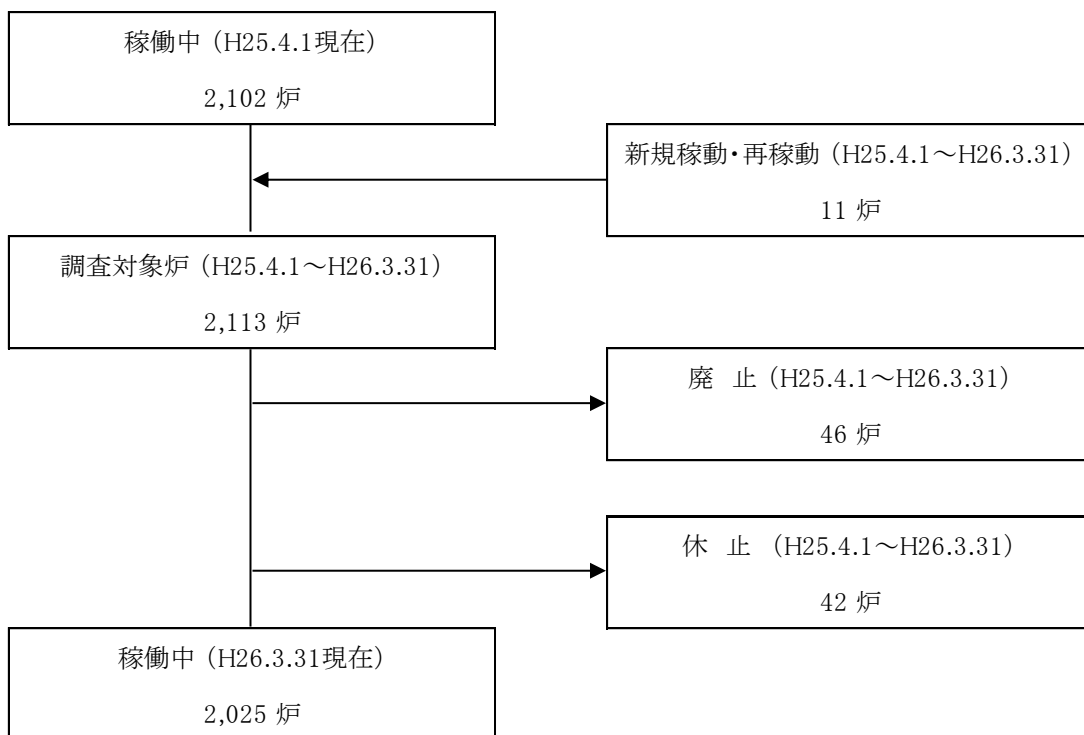 稼働中（H25.4.1現在）
2,102 炉
新規稼動・再稼動（H25.4.1～H26.3.31）
11 炉
調査対象炉（H25.4.1～H26.3.31）
2,113 炉
廃 止（H25.4.1～H26.3.31）
46 炉
休 止 （H25.4.1～H26.3.31）
42 炉
稼働中（H26.3.31現在）
2,025 炉